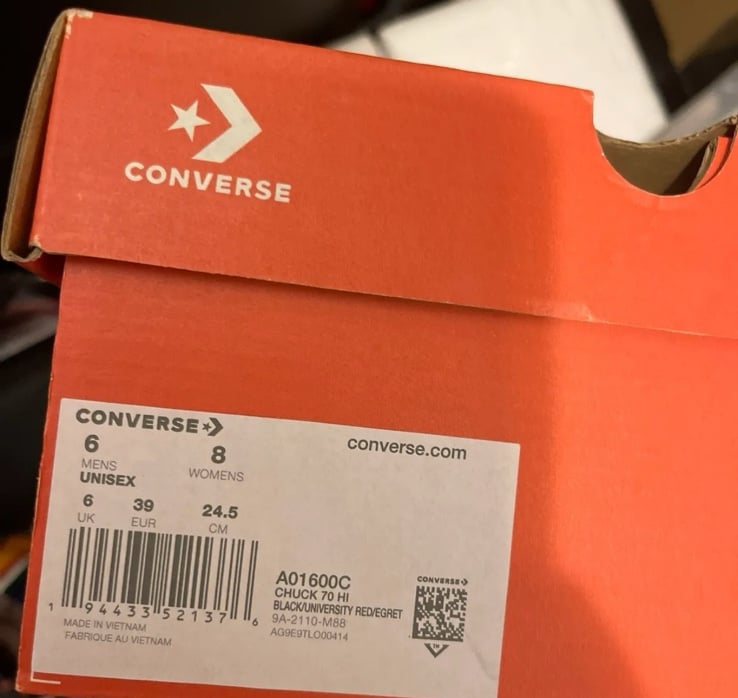 CONVERSE
CONVERSE
converse.com
6 8
MENS WOMENS
UNISEX
6 39 24.5
UK EUR CM
1 94433 52137 6
MADE IN VIETNAM
FABRIQUE AU VIETNAM
A01600C
CHUCK 70 HI
BLACK/UNIVERSITY RED/EGRET
9A-2110-M88
AG9E9TLO00414
CONVERSE